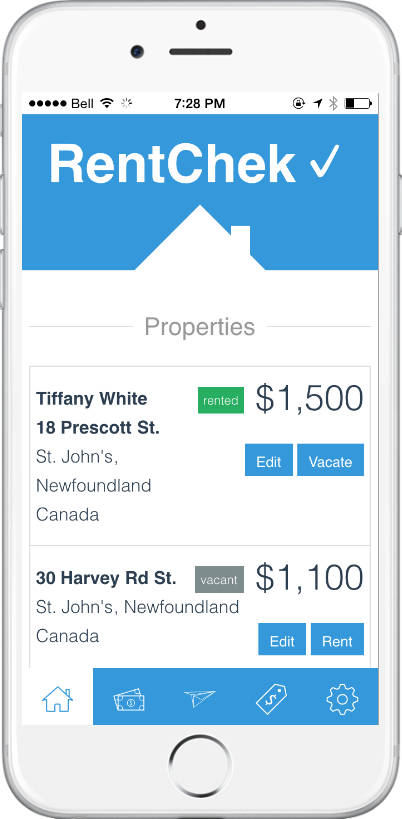 Bell 7:28 PM
RentChek ✓
Properties
Tiffany White rented $1,500
18 Prescott St.
St. John's, Edit Vacate
Newfoundland
Canada
30 Harvey Rd St. vacant $1,100
St. John's, Newfoundland
Canada Edit Rent